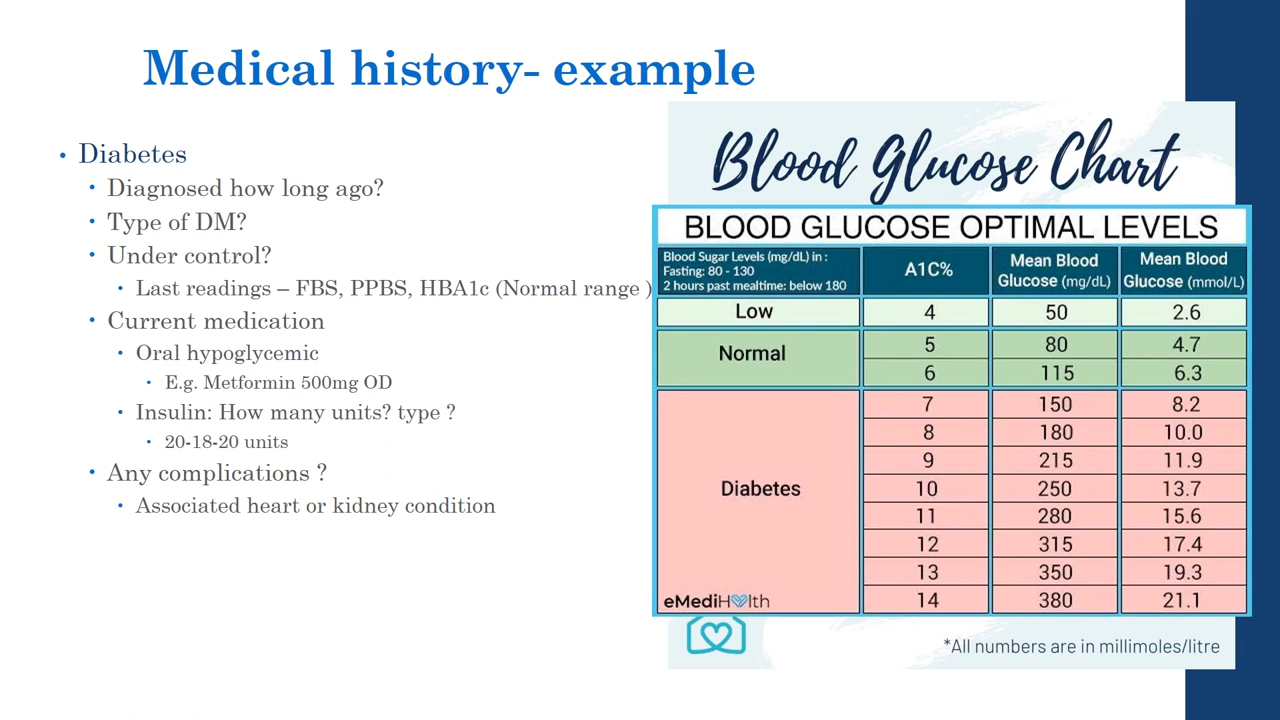 Medical history- example
• Diabetes
• Diagnosed how long ago?
• Type of DM?
• Under control?
• Last readings – FBS, PPBS, HBA1c (Normal range )
• Current medication
• Oral hypoglycemic
• E.g. Metformin 500mg OD
• Insulin: How many units? type ?
• 20-18-20 units
• Any complications ?
• Associated heart or kidney condition
Blood Glucose Chart
BLOOD GLUCOSE OPTIMAL LEVELS
Blood Sugar Levels (mg/dL) in :
Fasting: 80 - 130
2 hours past mealtime: below 180
A1C%
Mean Blood
Glucose (mg/dL)
Mean Blood
Glucose (mmol/L)
Low 4 50 2.6
Normal
5 80 4.7
6 115 6.3
Diabetes
7 150 8.2
8 180 10.0
9 215 11.9
10 250 13.7
11 280 15.6
12 315 17.4
13 350 19.3
14 380 21.1
eMediHealth
*All numbers are in millimoles/litre